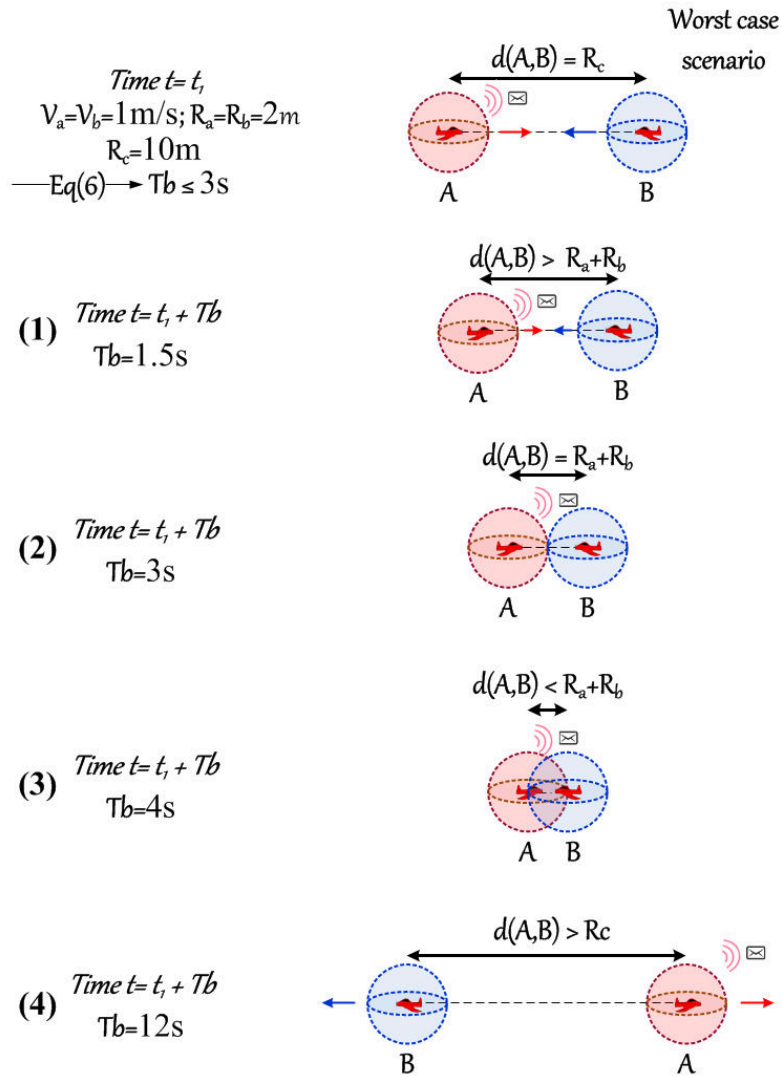 Worst case
scenario
d(A,B) = Rc
Time t= t₁
Va=Vb=1m/s; Ra=Rb=2m
Rc=10m
Eq(6) Tb ≤ 3s
A B
d(A,B) > Ra+Rb
(1) Time t= t₁ + Tb
Tb=1.5s
A B
d(A,B) = Ra+Rb
(2) Time t= t₁ + Tb
Tb=3s
A B
d(A,B) < Ra+Rb
(3) Time t= t₁ + Tb
Tb=4s
A B
d(A,B) > Rc
(4) Time t= t₁ + Tb
Tb=12s
B A